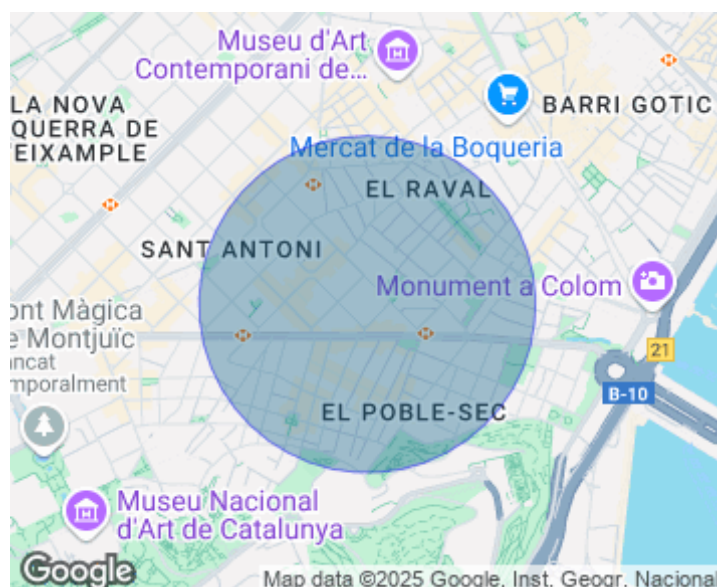 Museu d'Art
Contemporani de...
LA NOVA
QUERRA DE
'EIXAMPLE
BARRI GOTIC
Mercat de la Boqueria
EL RAVAL
SANT ANTONI
Monument a Colom
ont Màgica
e Montjuïc
ancat
mporalment
21
B-10
EL POBLE-SEC
Museu Nacional
d'Art de Catalunya
Google
Map data ©2025 Google, Inst. Geogr. Nacional